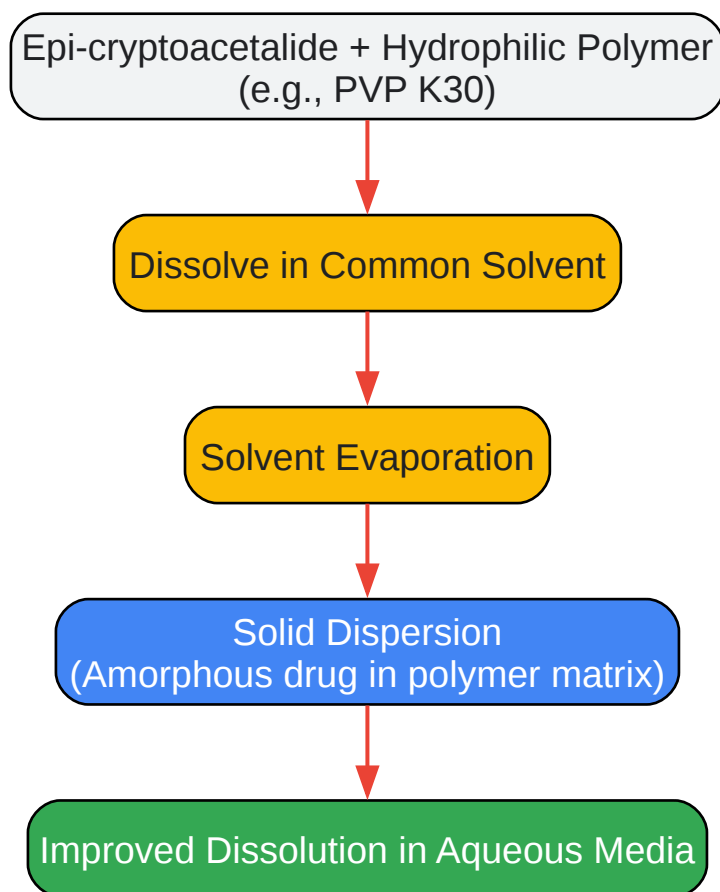 Epi-cryptoacetalide + Hydrophilic Polymer
(e.g., PVP K30)
Dissolve in Common Solvent
Solvent Evaporation
Solid Dispersion
(Amorphous drug in polymer matrix)
Improved Dissolution in Aqueous Media